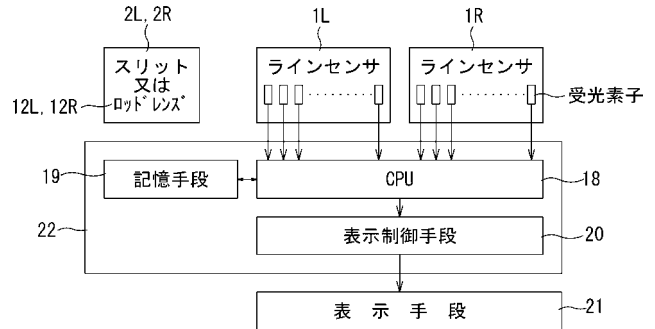 2L, 2R
1L
1R
スリット
又は
ロッドレンズ
12L, 12R
ラインセンサ
ラインセンサ
受光素子
19
記憶手段
CPU
18
22
表示制御手段
20
表示手段
21